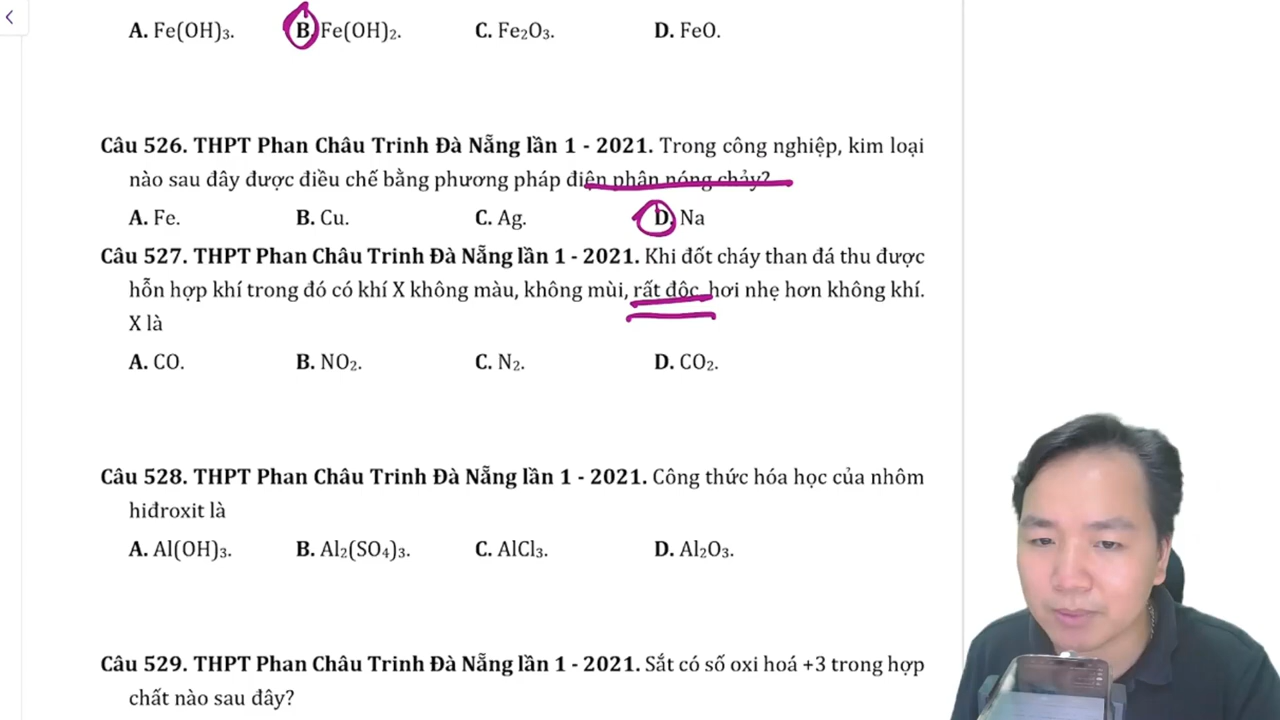 A. Fe(OH)₃. B. Fe(OH)₂. C. Fe₂O₃. D. FeO.
Câu 526. THPT Phan Châu Trinh Đà Nẵng lần 1 - 2021. Trong công nghiệp, kim loại
nào sau đây được điều chế bằng phương pháp điện phân nóng chảy?
A. Fe. B. Cu. C. Ag. D. Na
Câu 527. THPT Phan Châu Trinh Đà Nẵng lần 1 - 2021. Khi đốt cháy than đá thu được
hỗn hợp khí trong đó có khí X không màu, không mùi, rất độc hơi nhẹ hơn không khí.
X là
A. CO. B. NO₂. C. N₂. D. CO₂.
Câu 528. THPT Phan Châu Trinh Đà Nẵng lần 1 - 2021. Công thức hóa học của nhôm
hiđroxit là
A. Al(OH)₃. B. Al₂(SO₄)₃. C. AlCl₃. D. Al₂O₃.
Câu 529. THPT Phan Châu Trinh Đà Nẵng lần 1 - 2021. Sắt có số oxi hoá +3 trong hợp
chất nào sau đây?